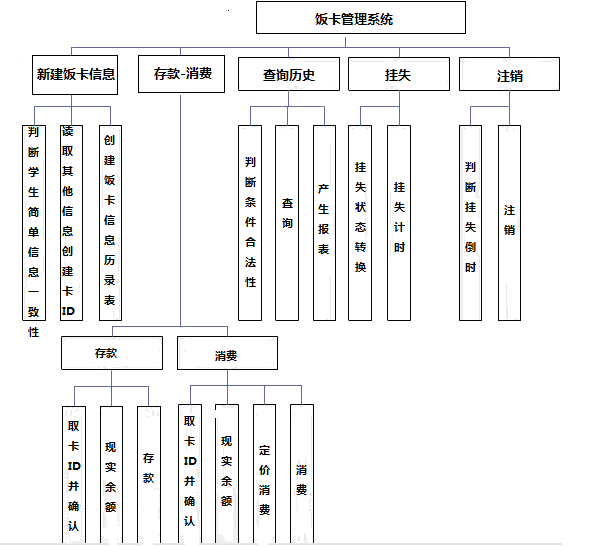 饭卡管理系统
新建饭卡信息
存款-消费
查询历史
挂失
注销
判断学生简单信息一致性
读取其他信息创建卡ID
创建饭卡信息历录表
判断条件合法性
查询
产生报表
挂失状态转换
挂失计时
判断挂失倒时
注销
存款
消费
取卡ID并确认
现实余额
存款
取卡ID并确认
现实余额
定价消费
消费